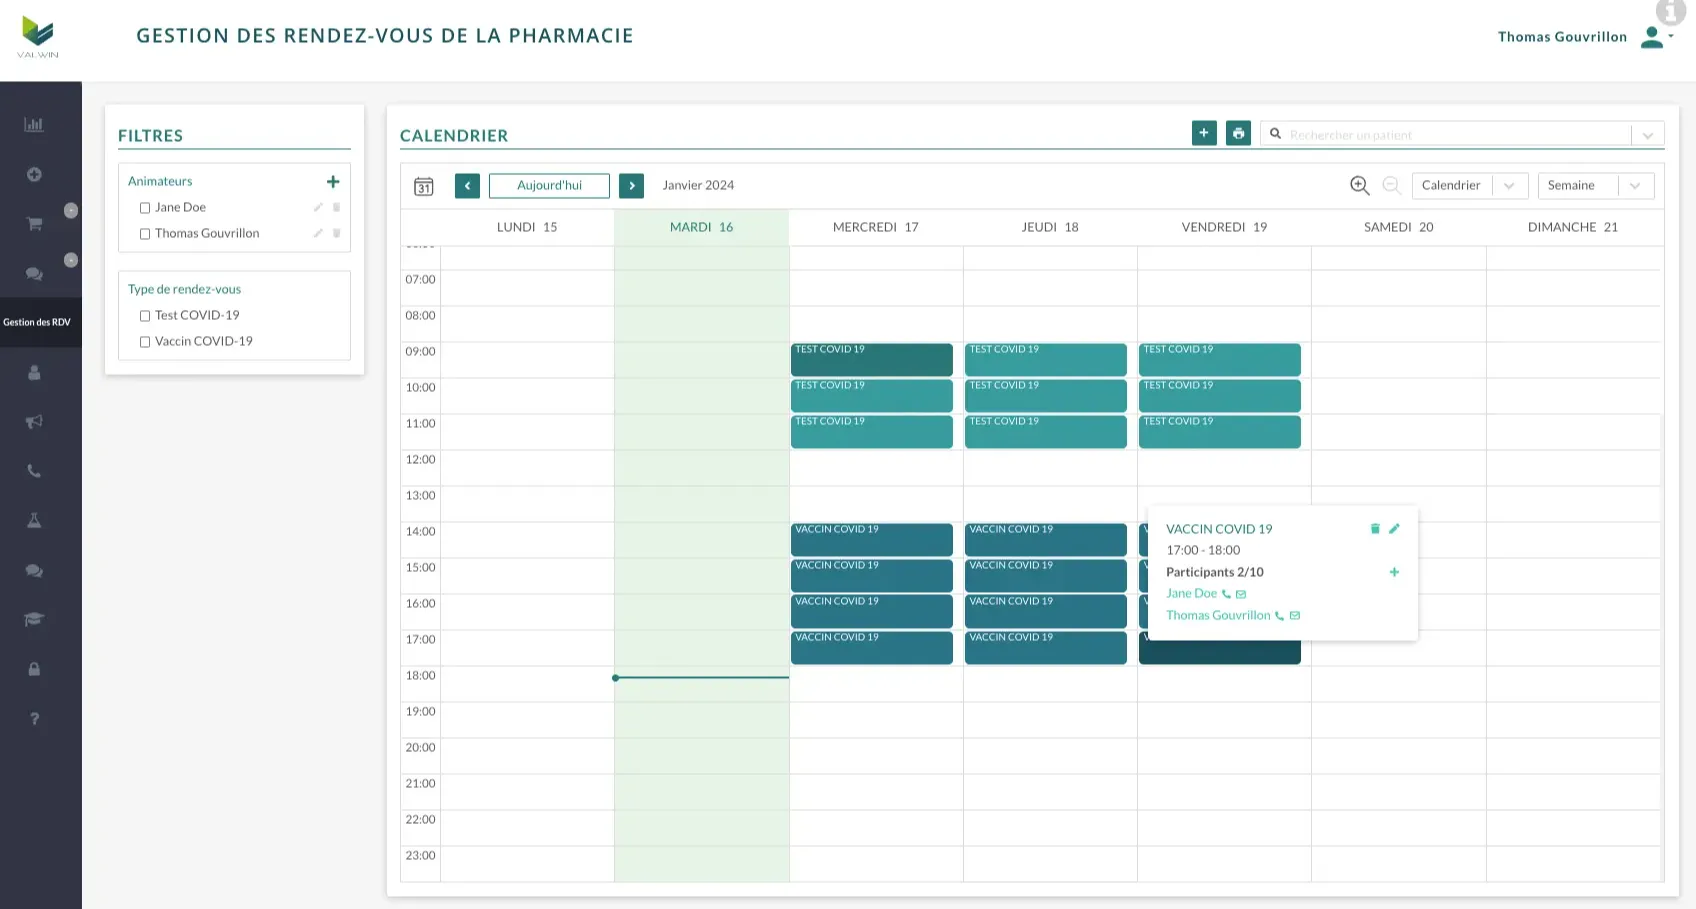 VALWIN
GESTION DES RENDEZ-VOUS DE LA PHARMACIE
Thomas Gouvrillon
Gestion des RDV
FILTRES
Animateurs
Jane Doe
Thomas Gouvrillon
Type de rendez-vous
Test COVID-19
Vaccin COVID-19
CALENDRIER
Rechercher un patient
31
Aujourd'hui
Janvier 2024
Calendrier
Semaine
LUNDI 15
MARDI 16
MERCREDI 17
JEUDI 18
VENDREDI 19
SAMEDI 20
DIMANCHE 21
07:00
08:00
09:00
TEST COVID 19
TEST COVID 19
TEST COVID 19
10:00
TEST COVID 19
TEST COVID 19
TEST COVID 19
11:00
TEST COVID 19
TEST COVID 19
TEST COVID 19
12:00
13:00
14:00
VACCIN COVID 19
VACCIN COVID 19
15:00
VACCIN COVID 19
VACCIN COVID 19
16:00
VACCIN COVID 19
VACCIN COVID 19
17:00
VACCIN COVID 19
VACCIN COVID 19
VACCIN COVID 19
17:00 - 18:00
Participants 2/10
Jane Doe
Thomas Gouvrillon
18:00
19:00
20:00
21:00
22:00
23:00